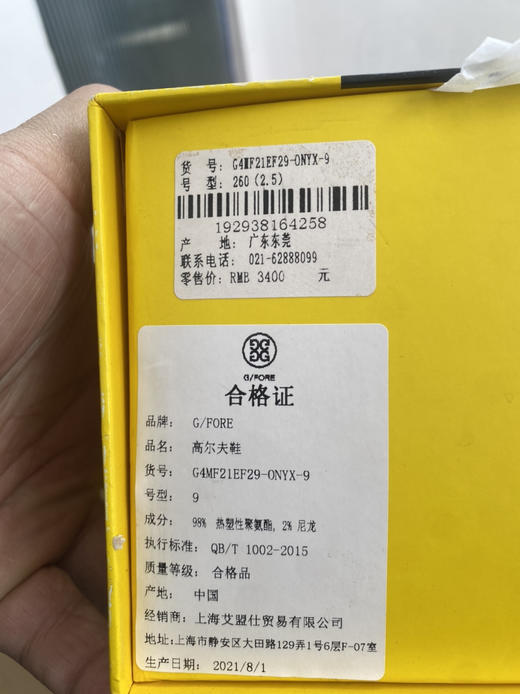 货 号: G4MF21EF29-ONYX-9
号 型: 260(2.5)
192938164258
产 地: 广东东莞
联系电话: 021-62888099
零售价: RMB 3400 元
G/FORE
合格证
品牌: G/FORE
品名: 高尔夫鞋
货号: G4MF21EF29-ONYX-9
号型: 9
成分: 98% 热塑性聚氨酯, 2% 尼龙
执行标准: QB/T 1002-2015
质量等级: 合格品
产地: 中国
经销商: 上海艾盟仕贸易有限公司
地址: 上海市静安区大田路129弄1号6层F-07室
生产日期: 2021/8/1